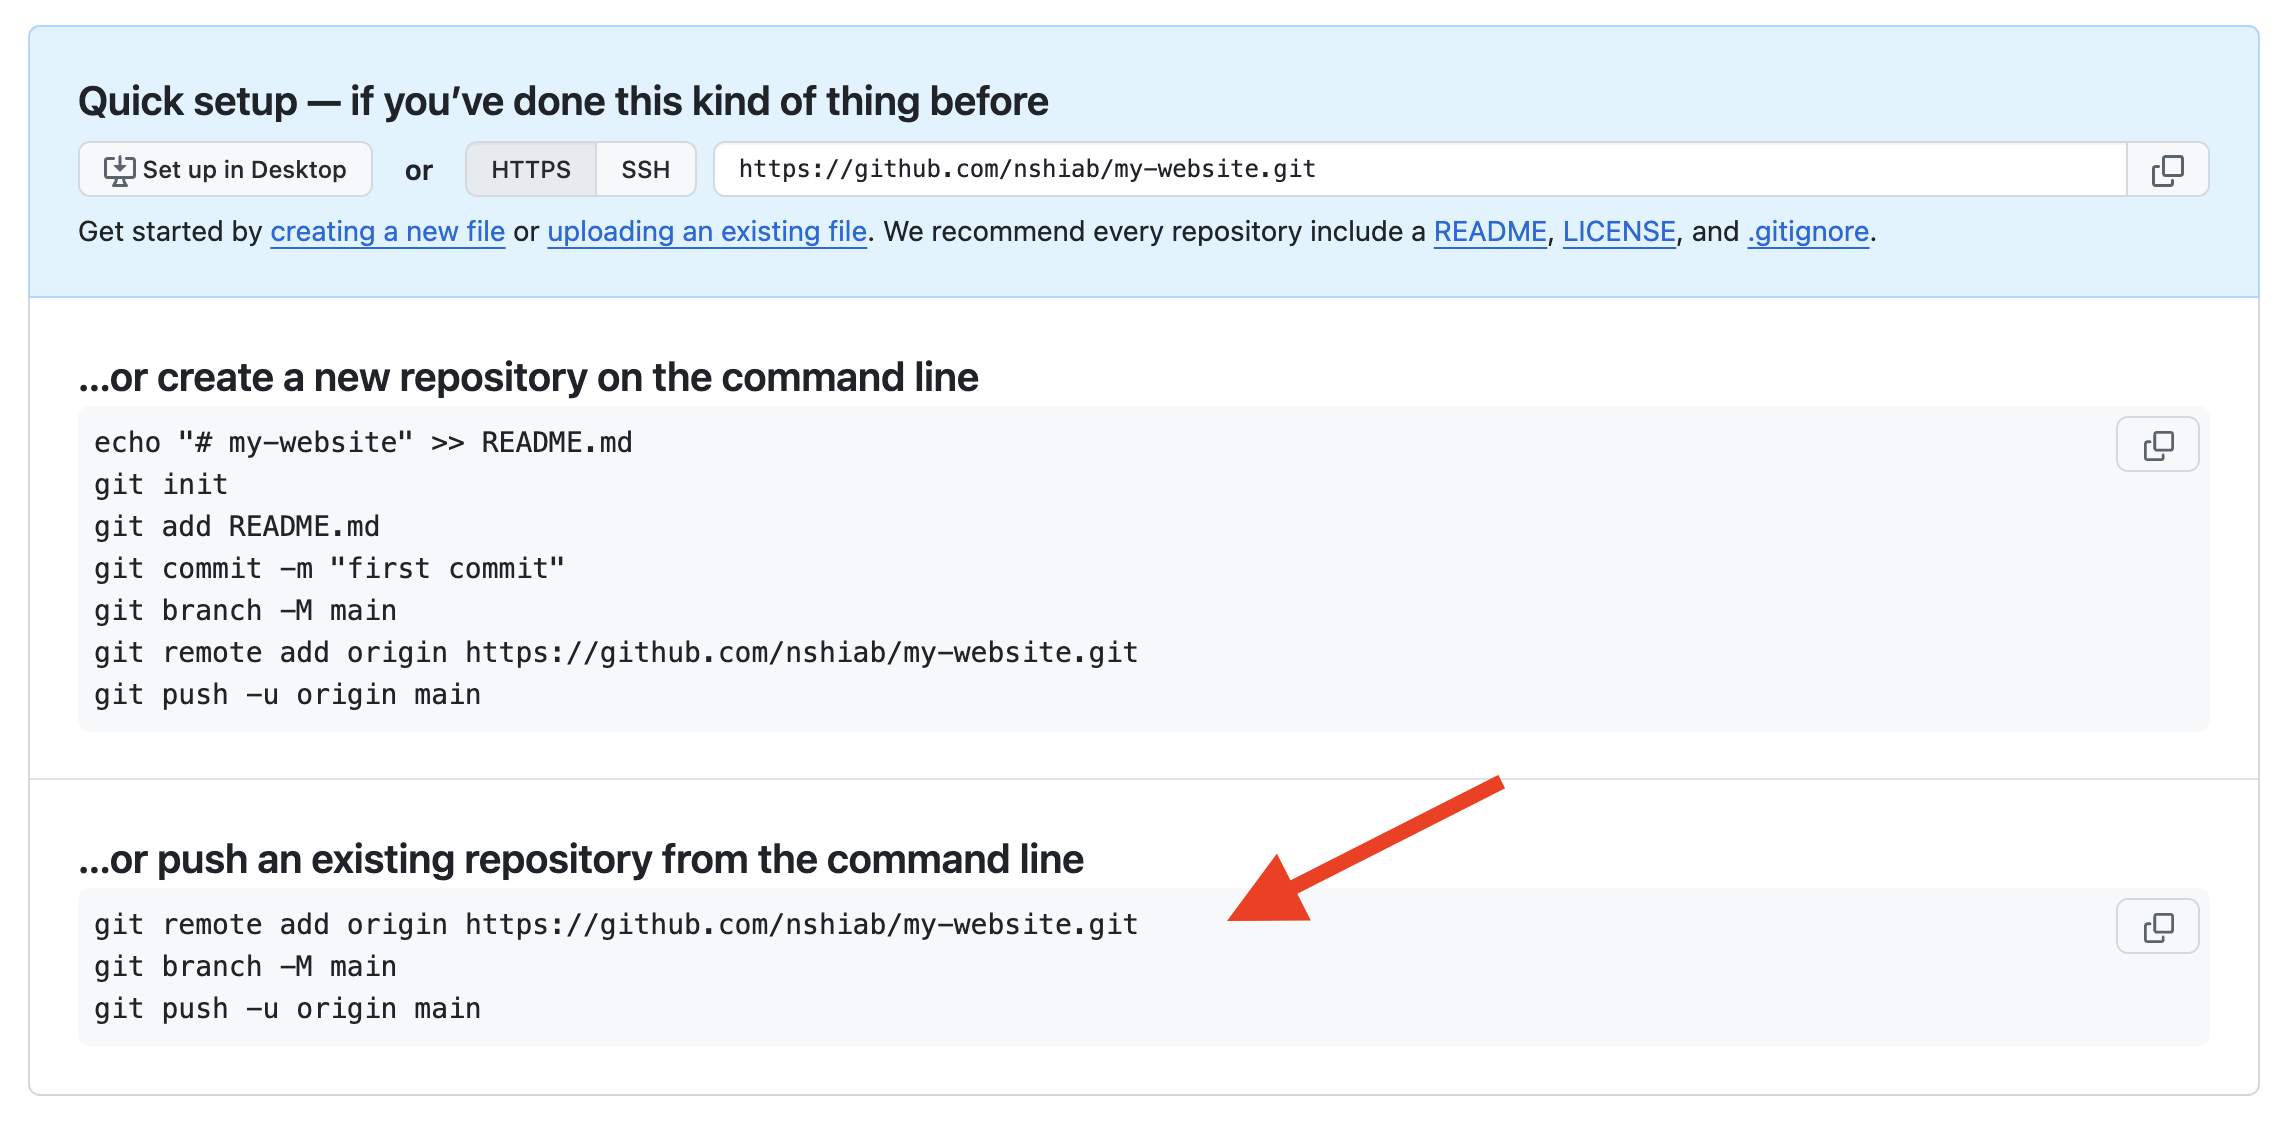 Quick setup — if you’ve done this kind of thing before
Set up in Desktop or HTTPS SSH https://github.com/nshiab/my-website.git
Get started by creating a new file or uploading an existing file. We recommend every repository include a README, LICENSE, and .gitignore.
…or create a new repository on the command line
echo "# my-website" >> README.md
git init
git add README.md
git commit -m "first commit"
git branch -M main
git remote add origin https://github.com/nshiab/my-website.git
git push -u origin main
…or push an existing repository from the command line
git remote add origin https://github.com/nshiab/my-website.git
git branch -M main
git push -u origin main